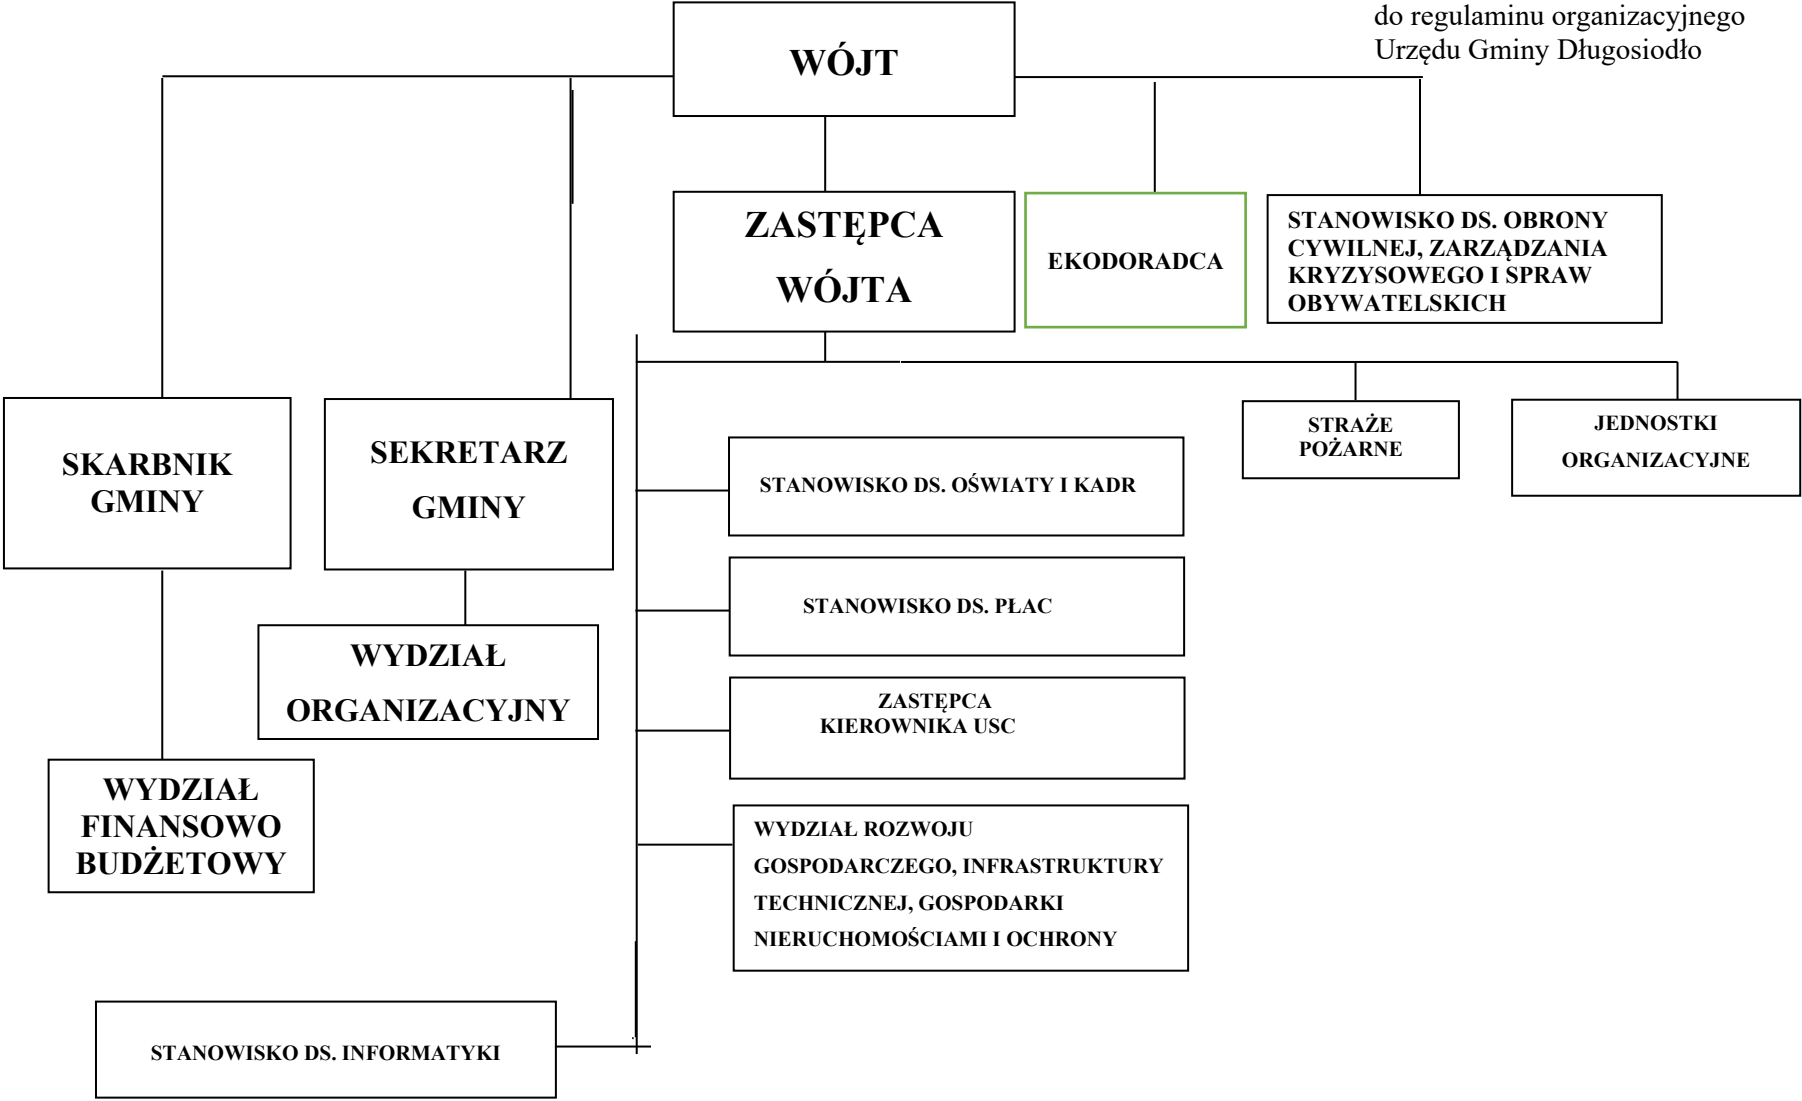 do regulaminu organizacyjnego
Urzędu Gminy Długosiodło
WÓJT
ZASTĘPCA
WÓJTA
EKODORADCA
STANOWISKO DS. OBRONY
CYWILNEJ, ZARZĄDZANIA
KRYZYSOWEGO I SPRAW
OBYWATELSKICH
SKARBNIK
GMINY
SEKRETARZ
GMINY
STRAŻE
POŻARNE
JEDNOSTKI
ORGANIZACYJNE
STANOWISKO DS. OŚWIATY I KADR
STANOWISKO DS. PŁAC
WYDZIAŁ
ORGANIZACYJNY
ZASTĘPCA
KIEROWNIKA USC
WYDZIAŁ
FINANSOWO
BUDŻETOWY
WYDZIAŁ ROZWOJU
GOSPODARCZEGO, INFRASTRUKTURY
TECHNICZNEJ, GOSPODARKI
NIERUCHOMOŚCIAMI I OCHRONY
STANOWISKO DS. INFORMATYKI